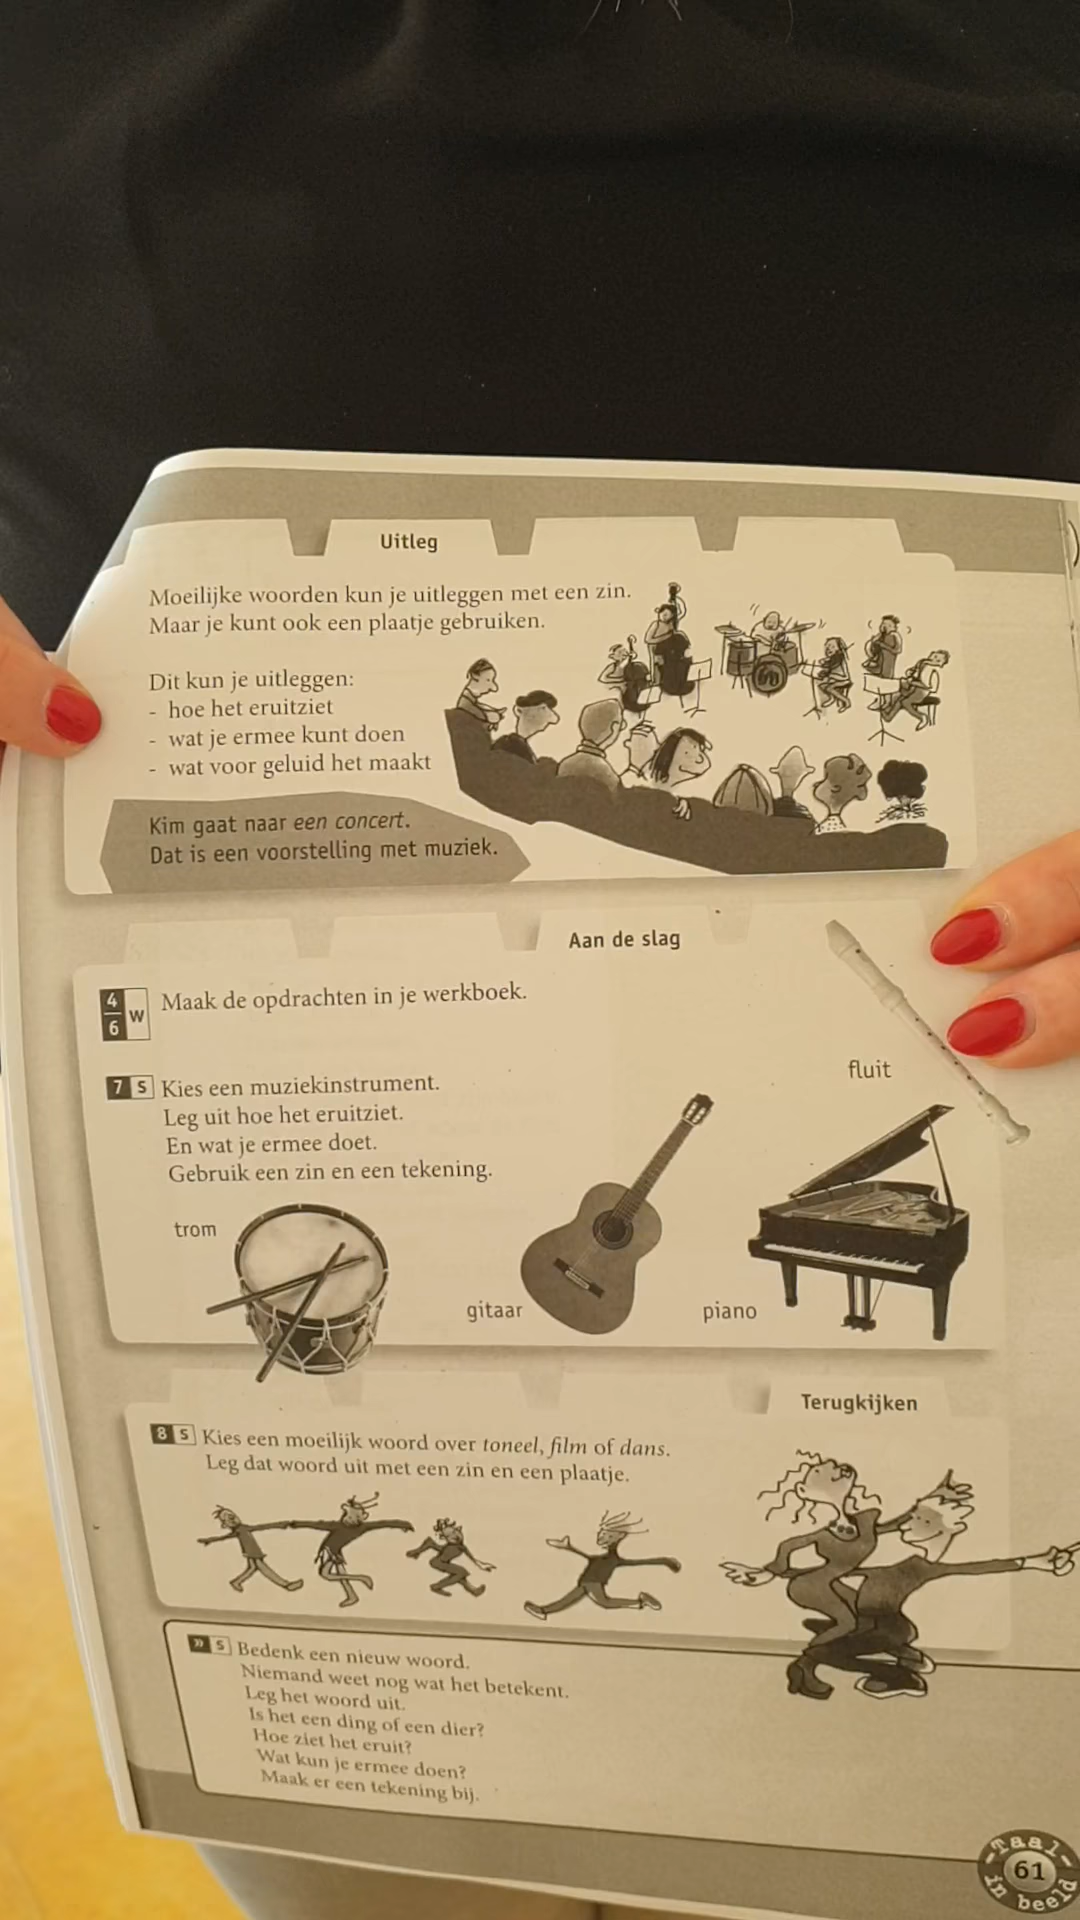 Uitleg
Moeilijke woorden kun je uitleggen met een zin.
Maar je kunt ook een plaatje gebruiken.
Dit kun je uitleggen:
- hoe het eruitziet
- wat je ermee kunt doen
- wat voor geluid het maakt
Kim gaat naar een concert.
Dat is een voorstelling met muziek.
Aan de slag
4
6
W
Maak de opdrachten in je werkboek.
7 S Kies een muziekinstrument.
Leg uit hoe het eruitziet.
En wat je ermee doet.
Gebruik een zin en een tekening.
fluit
trom
gitaar
piano
Terugkijken
8 S Kies een moeilijk woord over toneel, film of dans.
Leg dat woord uit met een zin en een plaatje.
» S Bedenk een nieuw woord.
Niemand weet nog wat het betekent.
Leg het woord uit.
Is het een ding of een dier?
Hoe ziet het eruit?
Wat kun je ermee doen?
Maak er een tekening bij.
-Taal-
61
in beeld